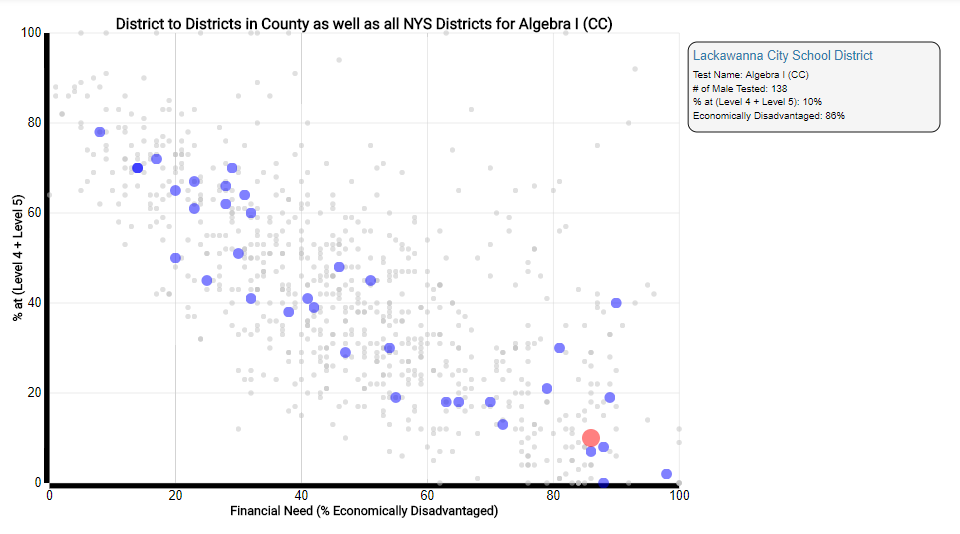 District to Districts in County as well as all NYS Districts for Algebra I (CC)
100
80
60
40
20
0
% at (Level 4 + Level 5)
0 20 40 60 80 100
Financial Need (% Economically Disadvantaged)
Lackawanna City School District
Test Name: Algebra I (CC)
# of Male Tested: 138
% at (Level 4 + Level 5): 10%
Economically Disadvantaged: 86%